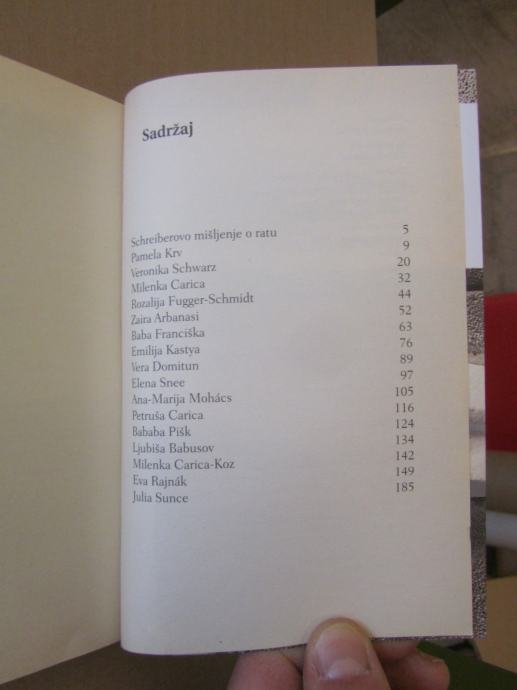 Sadržaj
Schreiberovo mišljenje o ratu 5
Pamela Krv 9
Veronika Schwarz 20
Milenka Carica 32
Rozalija Fugger-Schmidt 44
Zaira Arbanasi 52
Baba Franciška 63
Emilija Kastya 76
Vera Domitun 89
Elena Snee 97
Ana-Marija Mohács 105
Petruša Carica 116
Bababa Pišk 124
Ljubiša Babusov 134
Milenka Carica-Koz 142
Eva Rajnák 149
Julia Sunce 185